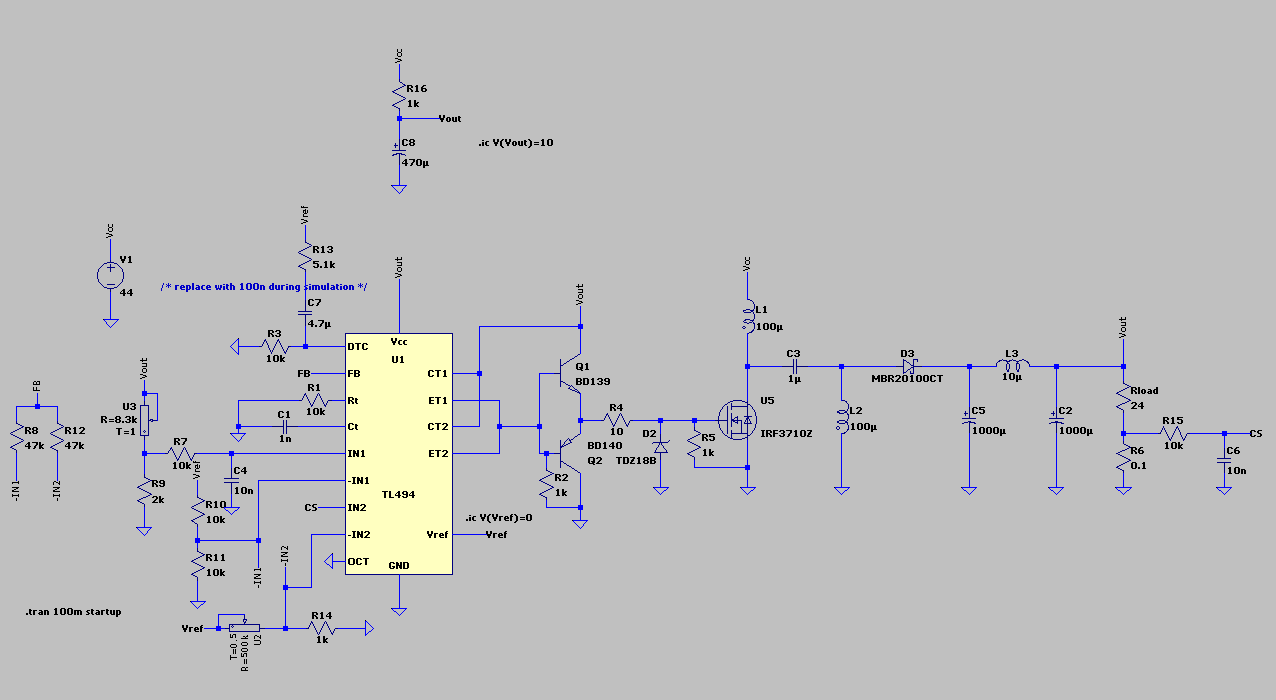 Vcc
R16
1k
Vout
C8
470µ
.ic V(Vout)=10
Vcc
V1
44
Vref
R13
5.1k
/* replace with 100n during simulation */
C7
4.7µ
R3
10k
Vout
Vcc
U1
DTC
FB
Rt
Ct
IN1
-IN1
IN2
-IN2
OCT
CT1
ET1
CT2
ET2
TL494
Vref
GND
FB
R1
10k
C1
1n
FB
R8
47k
R12
47k
-IN1
-IN2
Vout
U3
R=8.3k
T=1
R7
10k
R9
2k
C4
10n
Vref
R10
10k
R11
10k
-IN1
CS
-IN2
Vref
T=0.5
R=500k
U2
R14
1k
.tran 100m startup
.ic V(Vref)=0
Vref
Vout
Q1
BD139
BD140
Q2
R2
1k
R4
10
D2
TDZ18B
R5
1k
U5
IRF3710Z
Vcc
L1
100µ
C3
1µ
L2
100µ
D3
MBR20100CT
C5
1000µ
L3
10µ
C2
1000µ
Vout
Rload
24
R6
0.1
R15
10k
CS
C6
10n